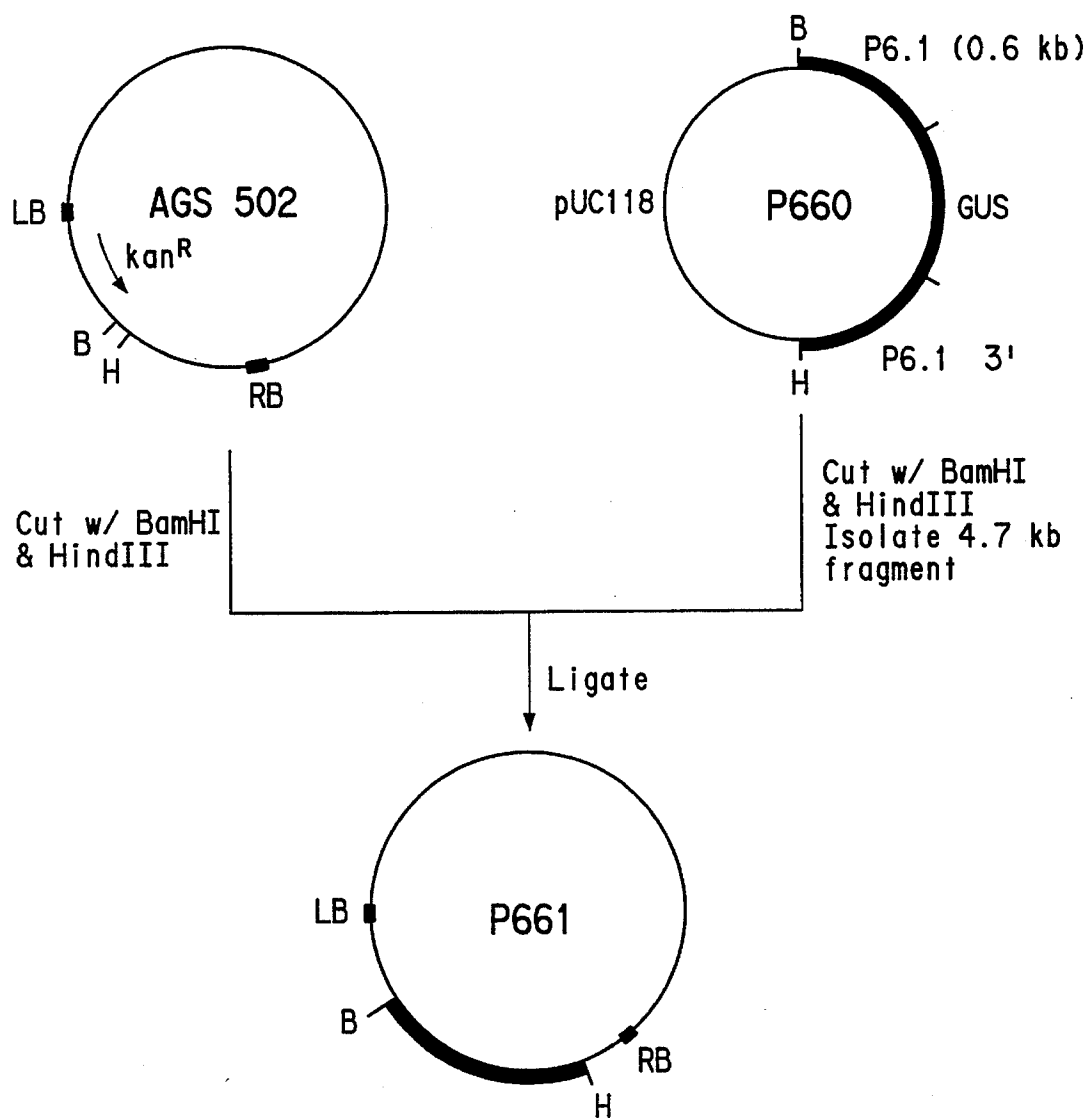 B
P6.1 (0.6 kb)
AGS 502
LB
kanR
B
H
RB
pUC118
P660
GUS
P6.1 3'
H
Cut w/ BamHI
& HindIII
Cut w/ BamHI
& HindIII
Isolate 4.7 kb
fragment
Ligate
LB
P661
B
RB
H